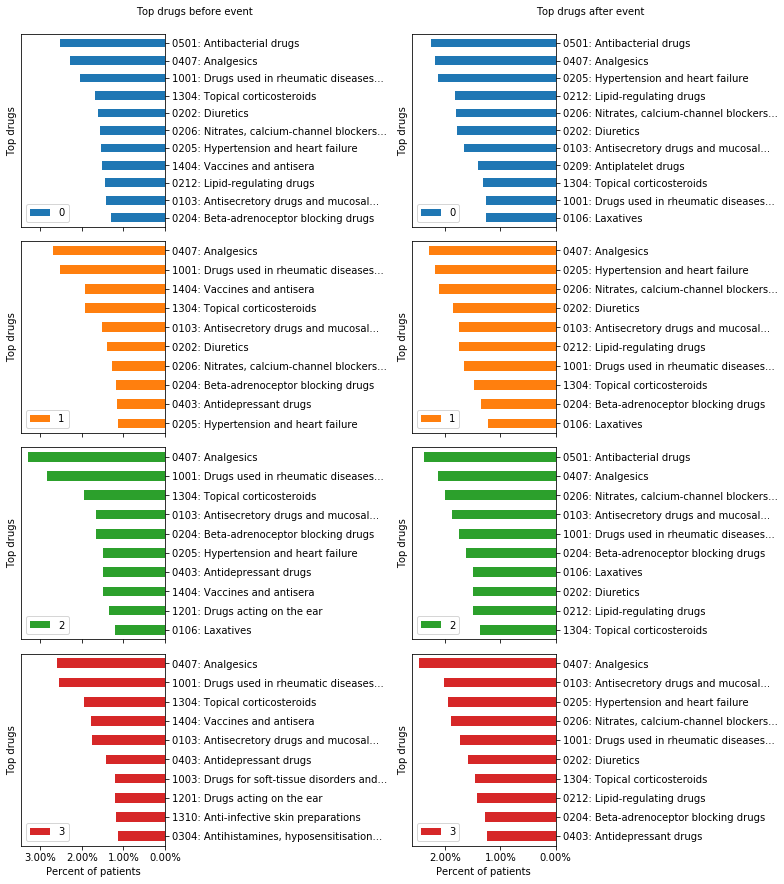 Top drugs before event
Top drugs
0501: Antibacterial drugs
0407: Analgesics
1001: Drugs used in rheumatic diseases...
1304: Topical corticosteroids
0202: Diuretics
0206: Nitrates, calcium-channel blockers...
0205: Hypertension and heart failure
1404: Vaccines and antisera
0212: Lipid-regulating drugs
0103: Antisecretory drugs and mucosal...
0204: Beta-adrenoceptor blocking drugs
0
Top drugs
0407: Analgesics
1001: Drugs used in rheumatic diseases...
1404: Vaccines and antisera
1304: Topical corticosteroids
0103: Antisecretory drugs and mucosal...
0202: Diuretics
0206: Nitrates, calcium-channel blockers...
0204: Beta-adrenoceptor blocking drugs
0403: Antidepressant drugs
0205: Hypertension and heart failure
1
Top drugs
0407: Analgesics
1001: Drugs used in rheumatic diseases...
1304: Topical corticosteroids
0103: Antisecretory drugs and mucosal...
0204: Beta-adrenoceptor blocking drugs
0205: Hypertension and heart failure
0403: Antidepressant drugs
1404: Vaccines and antisera
1201: Drugs acting on the ear
0106: Laxatives
2
Top drugs
0407: Analgesics
1001: Drugs used in rheumatic diseases...
1304: Topical corticosteroids
1404: Vaccines and antisera
0103: Antisecretory drugs and mucosal...
0403: Antidepressant drugs
1003: Drugs for soft-tissue disorders and...
1201: Drugs acting on the ear
1310: Anti-infective skin preparations
0304: Antihistamines, hyposensitisation...
3
3.00% 2.00% 1.00% 0.00%
Percent of patients
Top drugs after event
Top drugs
0501: Antibacterial drugs
0407: Analgesics
0205: Hypertension and heart failure
0212: Lipid-regulating drugs
0206: Nitrates, calcium-channel blockers...
0202: Diuretics
0103: Antisecretory drugs and mucosal...
0209: Antiplatelet drugs
1304: Topical corticosteroids
1001: Drugs used in rheumatic diseases...
0106: Laxatives
0
Top drugs
0407: Analgesics
0205: Hypertension and heart failure
0206: Nitrates, calcium-channel blockers...
0202: Diuretics
0103: Antisecretory drugs and mucosal...
0212: Lipid-regulating drugs
1001: Drugs used in rheumatic diseases...
1304: Topical corticosteroids
0204: Beta-adrenoceptor blocking drugs
0106: Laxatives
1
Top drugs
0501: Antibacterial drugs
0407: Analgesics
0206: Nitrates, calcium-channel blockers...
0103: Antisecretory drugs and mucosal...
1001: Drugs used in rheumatic diseases...
0204: Beta-adrenoceptor blocking drugs
0106: Laxatives
0202: Diuretics
0212: Lipid-regulating drugs
1304: Topical corticosteroids
2
Top drugs
0407: Analgesics
0103: Antisecretory drugs and mucosal...
0205: Hypertension and heart failure
0206: Nitrates, calcium-channel blockers...
1001: Drugs used in rheumatic diseases...
0202: Diuretics
1304: Topical corticosteroids
0212: Lipid-regulating drugs
0204: Beta-adrenoceptor blocking drugs
0403: Antidepressant drugs
3
2.00% 1.00% 0.00%
Percent of patients